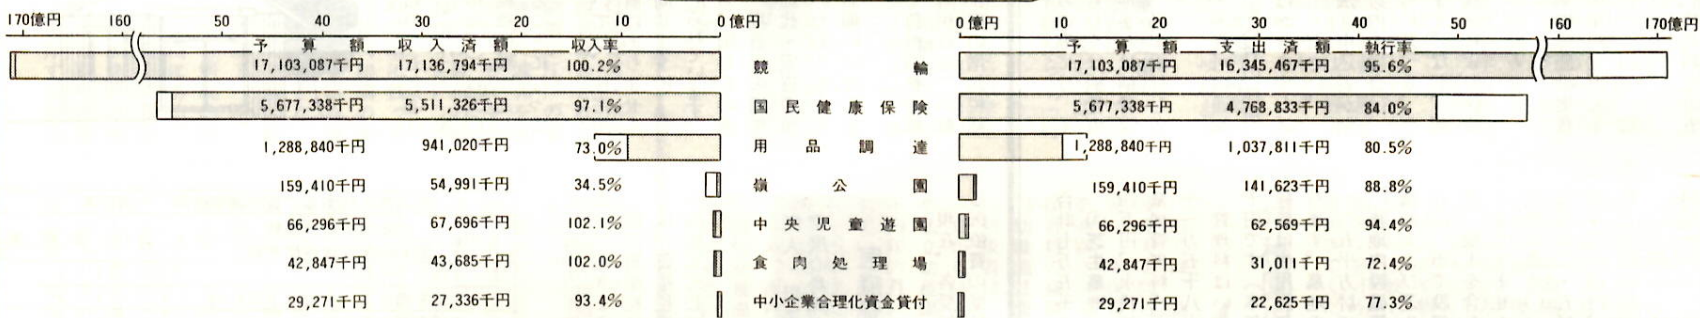 170億円 160 50 40 30 20 10 0億円 0億円 10 20 30 40 50 160 170億円
予算額 収入済額 収入率 予算額 支出済額 執行率
17,103,087千円 17,136,794千円 100.2% 競輪 17,103,087千円 16,345,467千円 95.6%
5,677,338千円 5,511,326千円 97.1% 国民健康保険 5,677,338千円 4,768,833千円 84.0%
1,288,840千円 941,020千円 73.0% 用品調達 1,288,840千円 1,037,811千円 80.5%
159,410千円 54,991千円 34.5% 嶺公園 159,410千円 141,623千円 88.8%
66,296千円 67,696千円 102.1% 中央児童遊園 66,296千円 62,569千円 94.4%
42,847千円 43,685千円 102.0% 食肉処理場 42,847千円 31,011千円 72.4%
29,271千円 27,336千円 93.4% 中小企業合理化資金貸付 29,271千円 22,625千円 77.3%